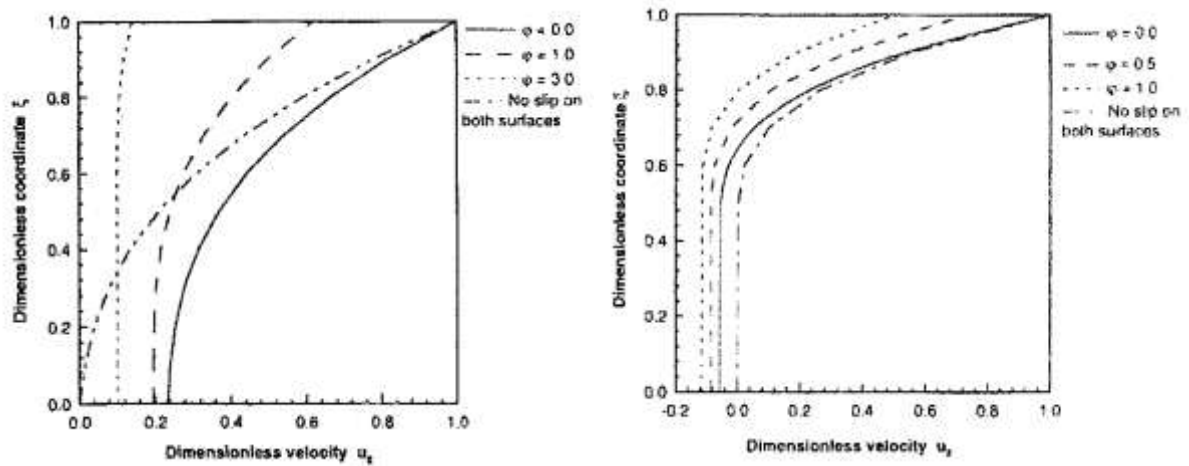 1.0
0.8
0.6
0.4
0.2
0.0
Dimensionless coordinate ξ
0.0 0.2 0.4 0.6 0.8 1.0
Dimensionless velocity
φ = 0.0
φ = 1.0
φ = 3.0
No slip on
both surfaces
1.0
0.8
0.6
0.4
0.2
0.0
Dimensionless coordinate ξ
-0.2 0.0 0.2 0.4 0.6 0.8 1.0
Dimensionless velocity
φ = 0.0
φ = 0.5
φ = 1.0
No slip on
both surfaces